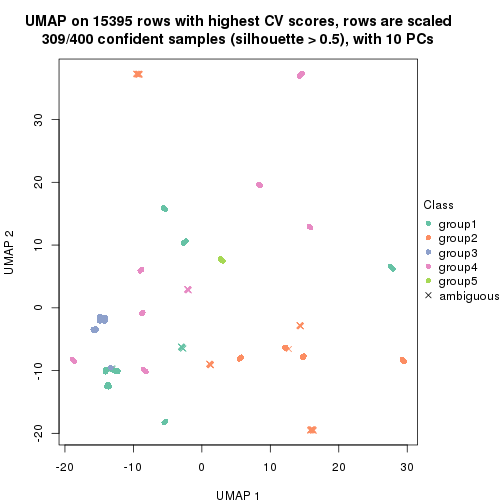 UMAP on 15395 rows with highest CV scores, rows are scaled
309/400 confident samples (silhouette > 0.5), with 10 PCs
30
20
10
0
-10
-20
UMAP 2
-20
-10
0
10
20
30
UMAP 1
Class
group1
group2
group3
group4
group5
ambiguous